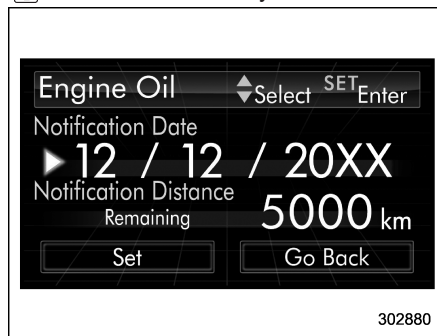 Engine Oil Select SET Enter
Notification Date
12 / 12 / 20XX
Notification Distance
Remaining 5000 km
Set Go Back
302880